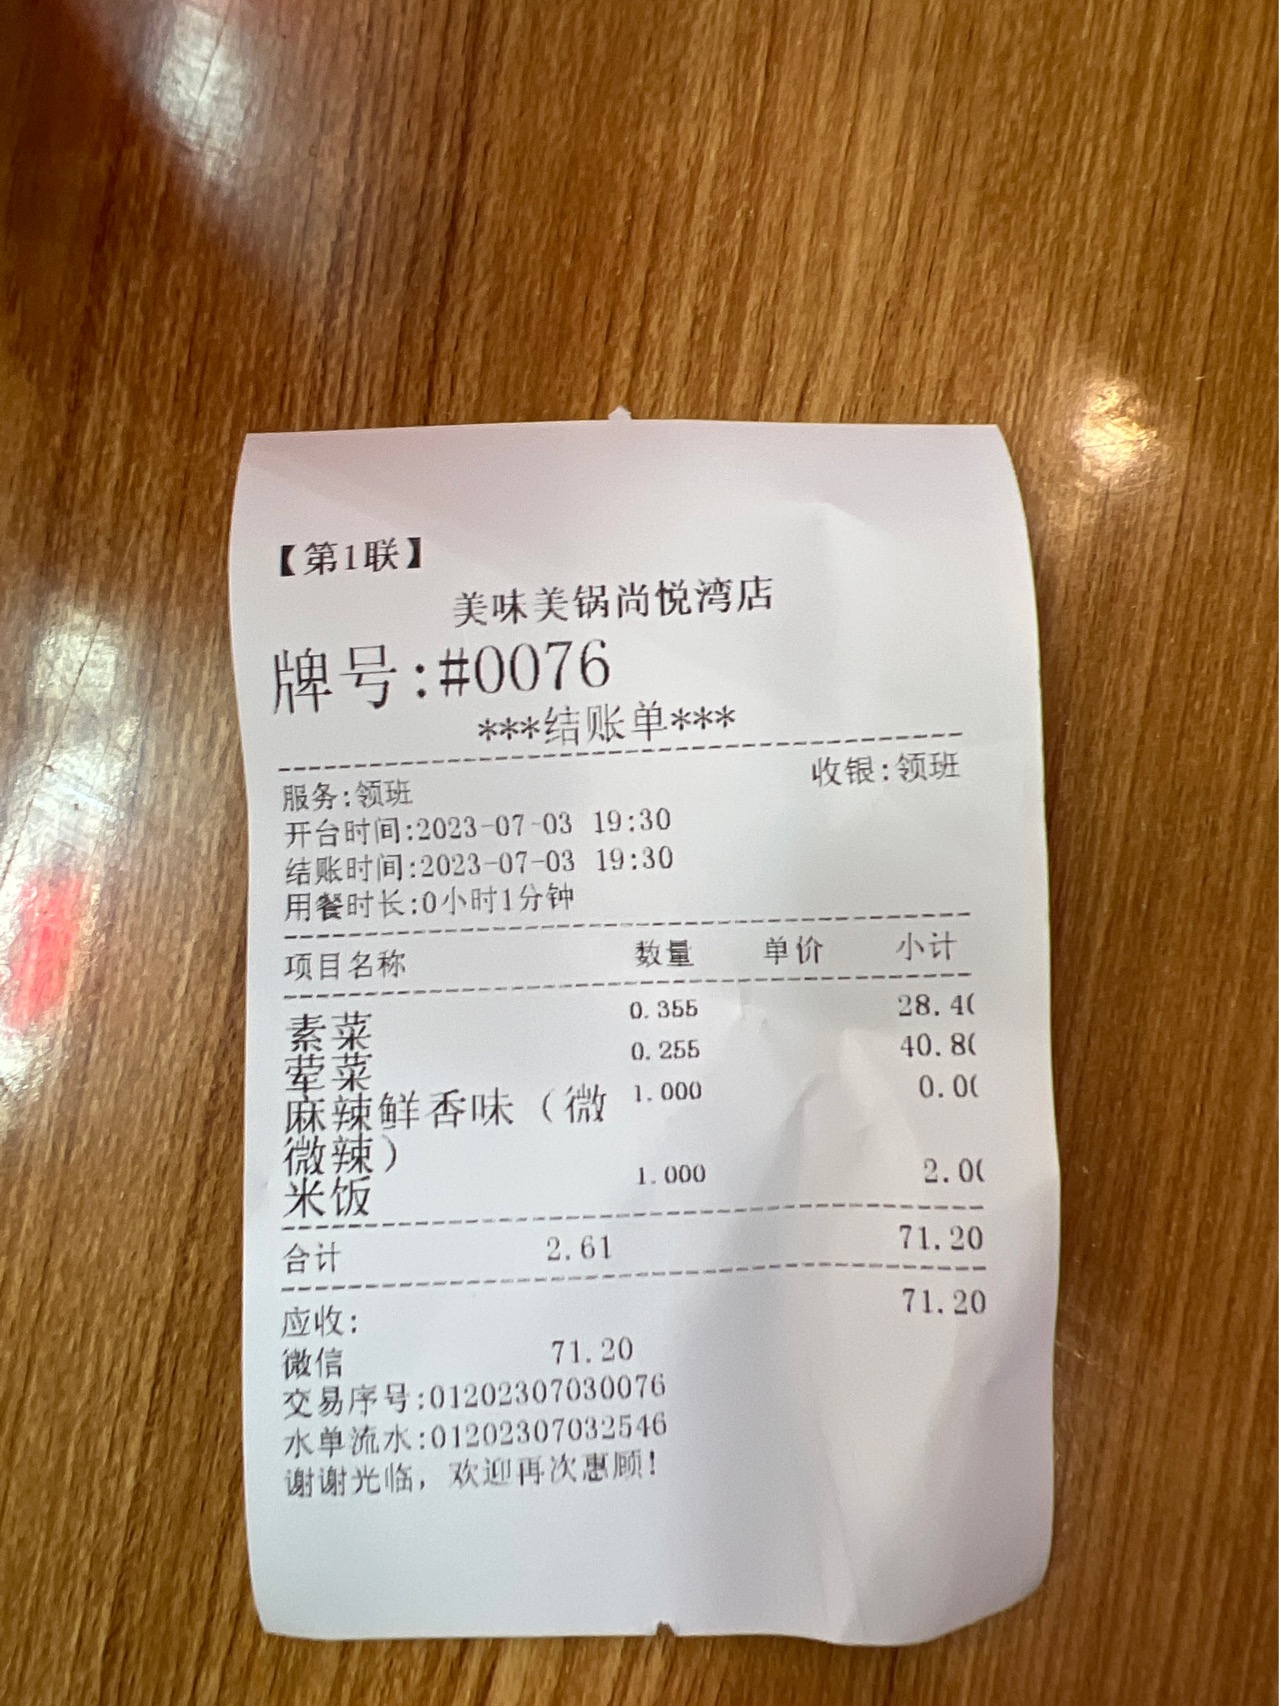 【第1联】
美味美锅尚悦湾店
牌号:#0076
***结账单***
服务:领班 收银:领班
开台时间:2023-07-03 19:30
结账时间:2023-07-03 19:30
用餐时长:0小时1分钟
项目名称 数量 单价 小计
素菜 0.355 28.4(
荤菜 0.255 40.8(
麻辣鲜香味（微 1.000 0.0(
微辣）
米饭 1.000 2.0(
合计 2.61 71.20
应收: 71.20
微信 71.20
交易序号:01202307030076
水单流水:01202307032546
谢谢光临，欢迎再次惠顾!